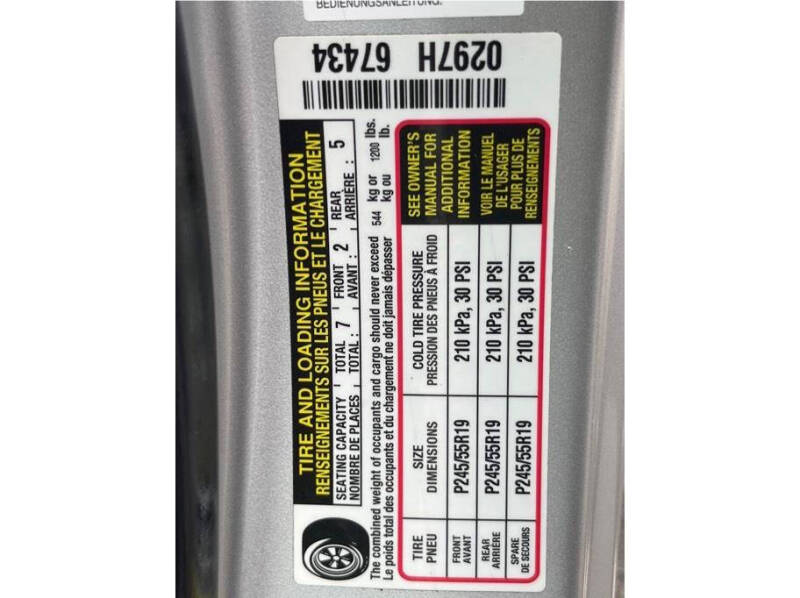 BEDIENUNGSANLEITUNG.
0297H 67434
TIRE AND LOADING INFORMATION
RENSEIGNEMENTS SUR LES PNEUS ET LE CHARGEMENT
SEATING CAPACITY TOTAL 7 FRONT 2 REAR 5
NOMBRE DE PLACES TOTAL: AVANT: ARRIÈRE:
The combined weight of occupants and cargo should never exceed 544 kg or 1200 lbs.
Le poids total des occupants et du chargement ne doit jamais dépasser kg ou lb.
TIRE SIZE COLD TIRE PRESSURE SEE OWNER'S
PNEU DIMENSIONS PRESSION DES PNEUS À FROID MANUAL FOR
ADDITIONAL
INFORMATION
FRONT P245/55R19 210 kPa, 30 PSI
AVANT
REAR P245/55R19 210 kPa, 30 PSI
ARRIÈRE
SPARE P245/55R19 210 kPa, 30 PSI
DE SECOURS
VOIR LE MANUEL
DE L'USAGER
POUR PLUS DE
RENSEIGNEMENTS